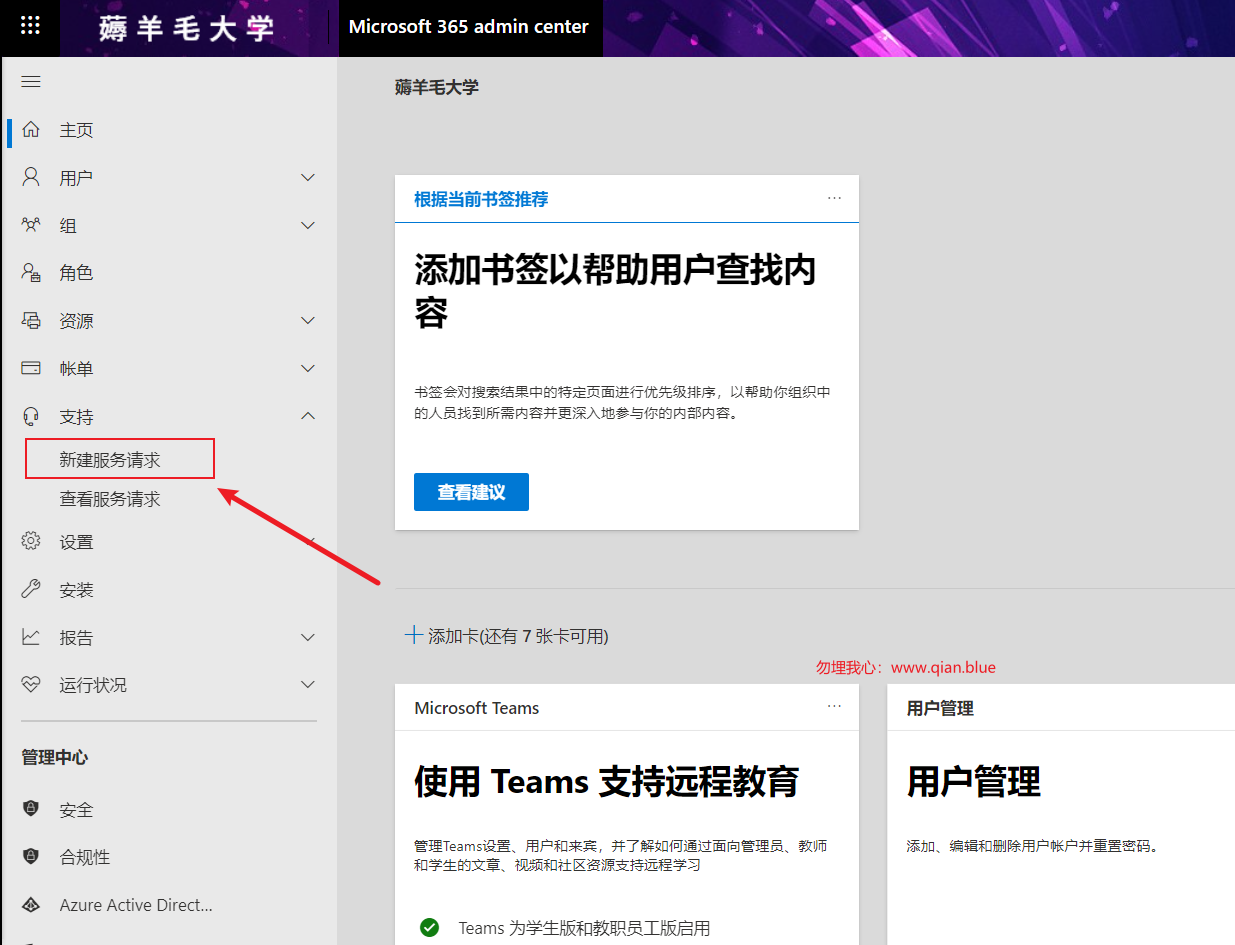 薅羊毛大学
Microsoft 365 admin center
薅羊毛大学
主页
用户
组
角色
资源
帐单
支持
新建服务请求
查看服务请求
设置
安装
报告
运行状况
管理中心
安全
合规性
Azure Active Direct...
根据当前书签推荐
添加书签以帮助用户查找内
容
书签会对搜索结果中的特定页面进行优先级排序，以帮助你组织中
的人员找到所需内容并更深入地参与你的内部内容。
查看建议
添加卡(还有 7 张卡可用)
勿埋我心：www.qian.blue
Microsoft Teams
使用 Teams 支持远程教育
管理Teams设置、用户和来宾，并了解如何通过面向管理员、教师
和学生的文章、视频和社区资源支持远程学习
Teams 为学生版和教职员工版启用
用户管理
用户管理
添加、编辑和删除用户帐户并重置密码。